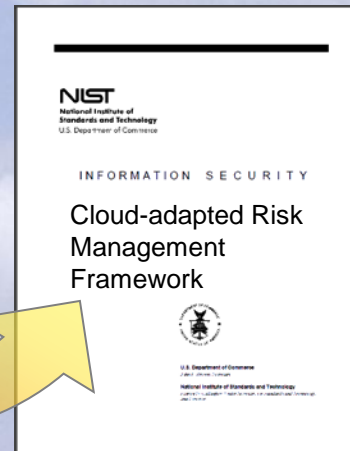 NIST
National Institute of
Standards and Technology
U.S. Department of Commerce
INFORMATION SECURITY
Cloud-adapted Risk
Management
Framework
U.S. Department of Commerce
National Institute of Standards and Technology